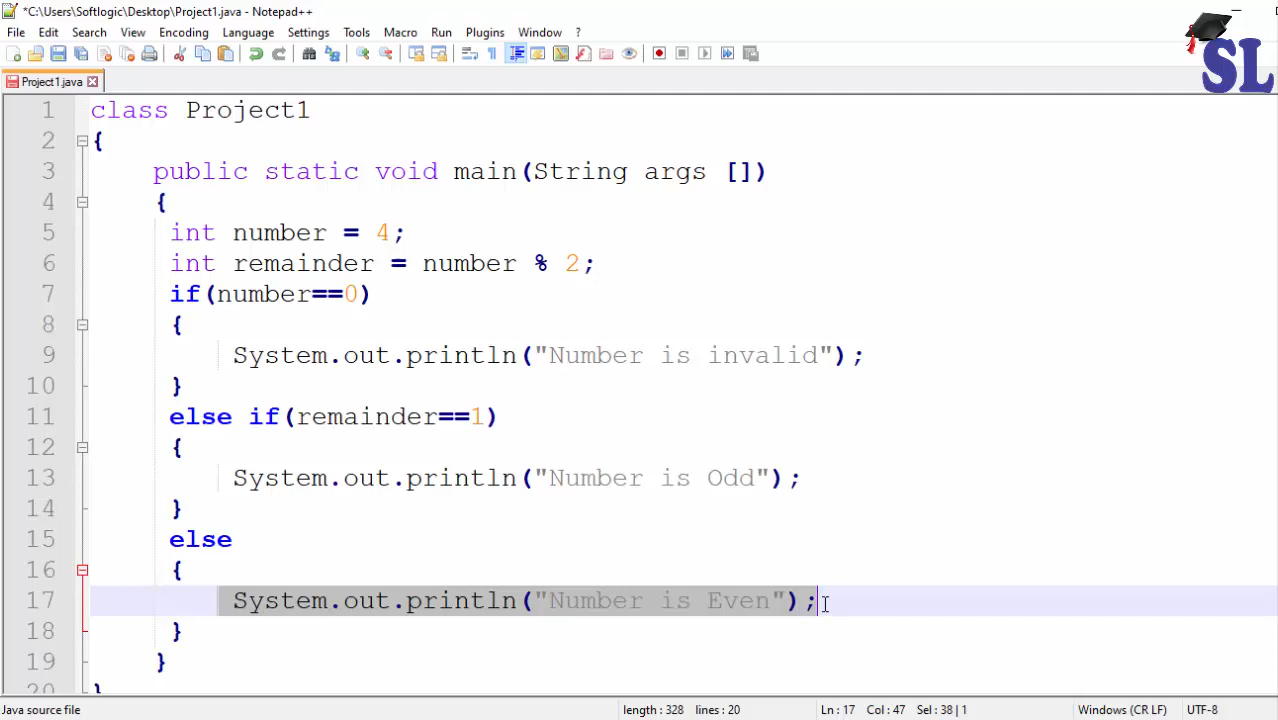 *C:\Users\Softlogic\Desktop\Project1.java - Notepad++
File Edit Search View Encoding Language Settings Tools Macro Run Plugins Window ?
SL
Project1.java
1 class Project1
2 {
3 public static void main(String args [])
4 {
5 int number = 4;
6 int remainder = number % 2;
7 if(number==0)
8 {
9 System.out.println("Number is invalid");
10 }
11 else if(remainder==1)
12 {
13 System.out.println("Number is Odd");
14 }
15 else
16 {
17 System.out.println("Number is Even");
18 }
19 }
20 }
Java source file length : 328 lines : 20 Ln : 17 Col : 47 Sel : 38 | 1 Windows (CR LF) UTF-8